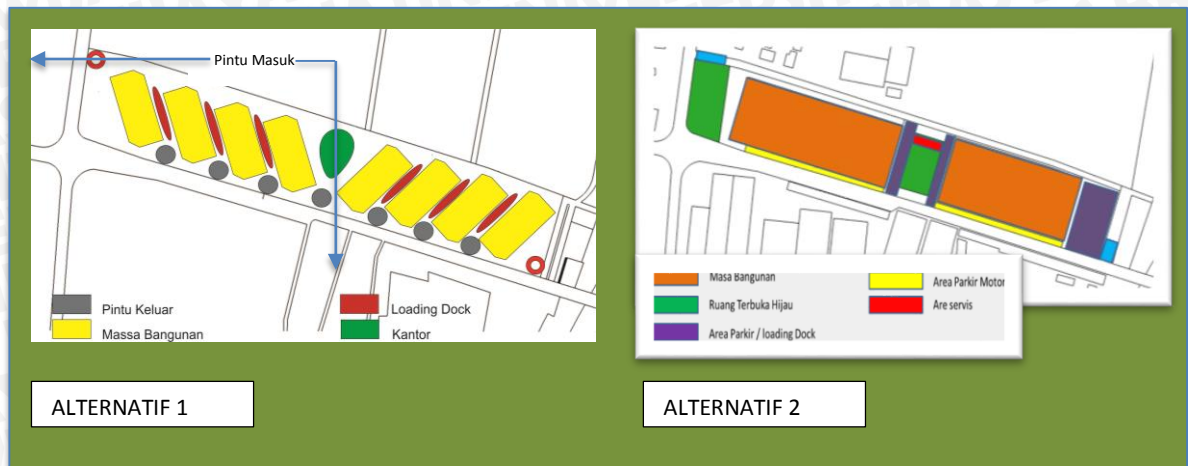 Pintu Masuk
Pintu Keluar
Loading Dock
Massa Bangunan
Kantor
Masa Bangunan
Area Parkir Motor
Ruang Terbuka Hijau
Are servis
Area Parkir / loading Dock
ALTERNATIF 1
ALTERNATIF 2